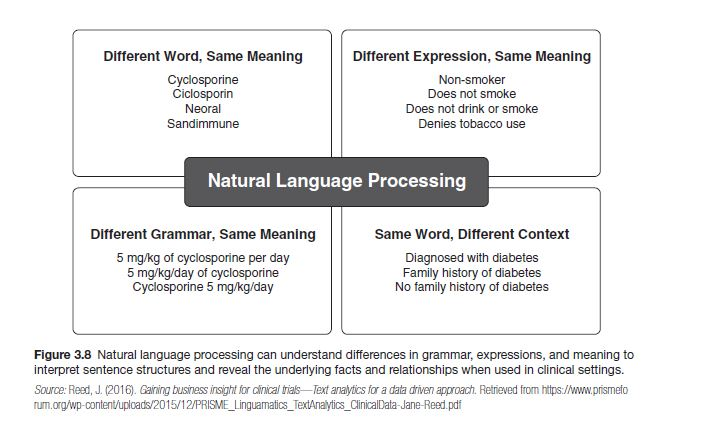 Different Word, Same Meaning
Cyclosporine
Ciclosporin
Neoral
Sandimmune
Different Expression, Same Meaning
Non-smoker
Does not smoke
Does not drink or smoke
Denies tobacco use
Natural Language Processing
Different Grammar, Same Meaning
5 mg/kg of cyclosporine per day
5 mg/kg/day of cyclosporine
Cyclosporine 5 mg/kg/day
Same Word, Different Context
Diagnosed with diabetes
Family history of diabetes
No family history of diabetes
Figure 3.8 Natural language processing can understand differences in grammar, expressions, and meaning to
interpret sentence structures and reveal the underlying facts and relationships when used in clinical settings.
Source: Reed, J. (2016). Gaining business insight for clinical trials—Text analytics for a data driven approach. Retrieved from https://www.prismefo
rum.org/wp-content/uploads/2015/12/PRISME_Linguamatics_TextAnalytics_ClinicalData-Jane-Reed.pdf